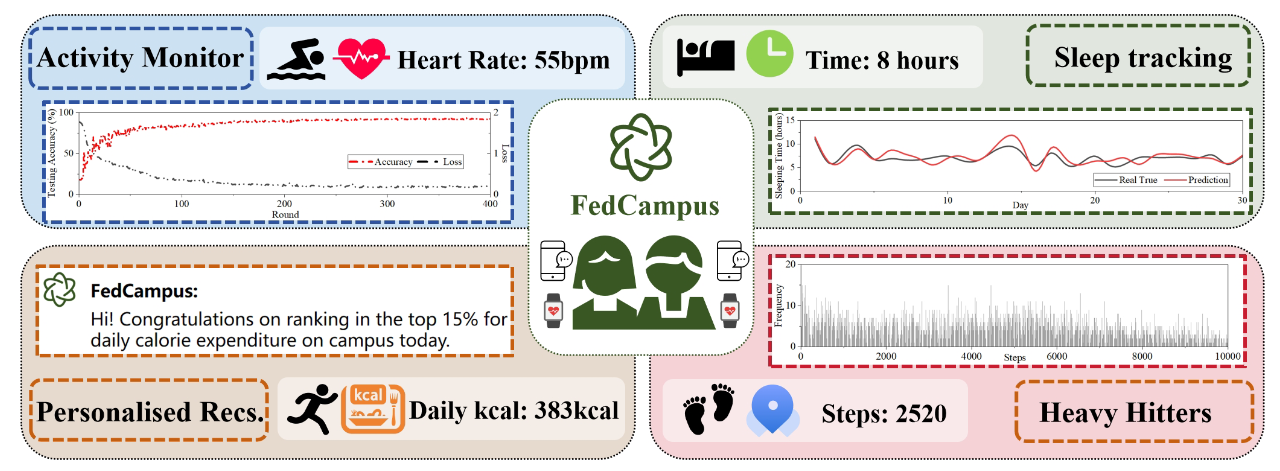 Activity Monitor
Heart Rate: 55bpm
Testing Accuracy (%)
100
50
0
2
1
0
Loss
Accuracy
Loss
0
100
200
300
400
Round
Time: 8 hours
Sleep tracking
Sleeping Time (hours)
15
10
5
0
Real True
Prediction
0
10
20
30
Day
FedCampus
FedCampus:
Hi! Congratulations on ranking in the top 15% for
daily calorie expenditure on campus today.
Personalised Recs.
kcal
Daily kcal: 383kcal
Frequency
20
10
0
0
2000
4000
6000
8000
10000
Steps
Steps: 2520
Heavy Hitters